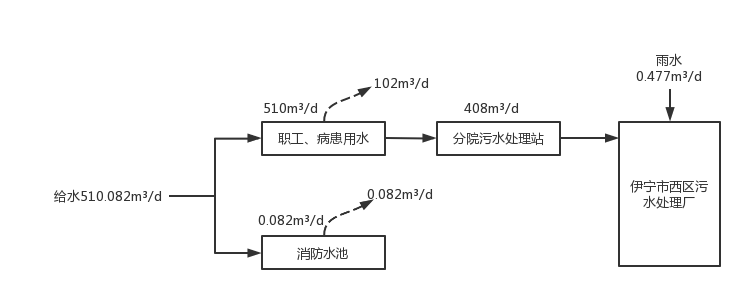 雨水
0.477m³/d
102m³/d
510m³/d
408m³/d
职工、病患用水
分院污水处理站
伊宁市西区污
水处理厂
给水510.082m³/d
0.082m³/d
0.082m³/d
消防水池